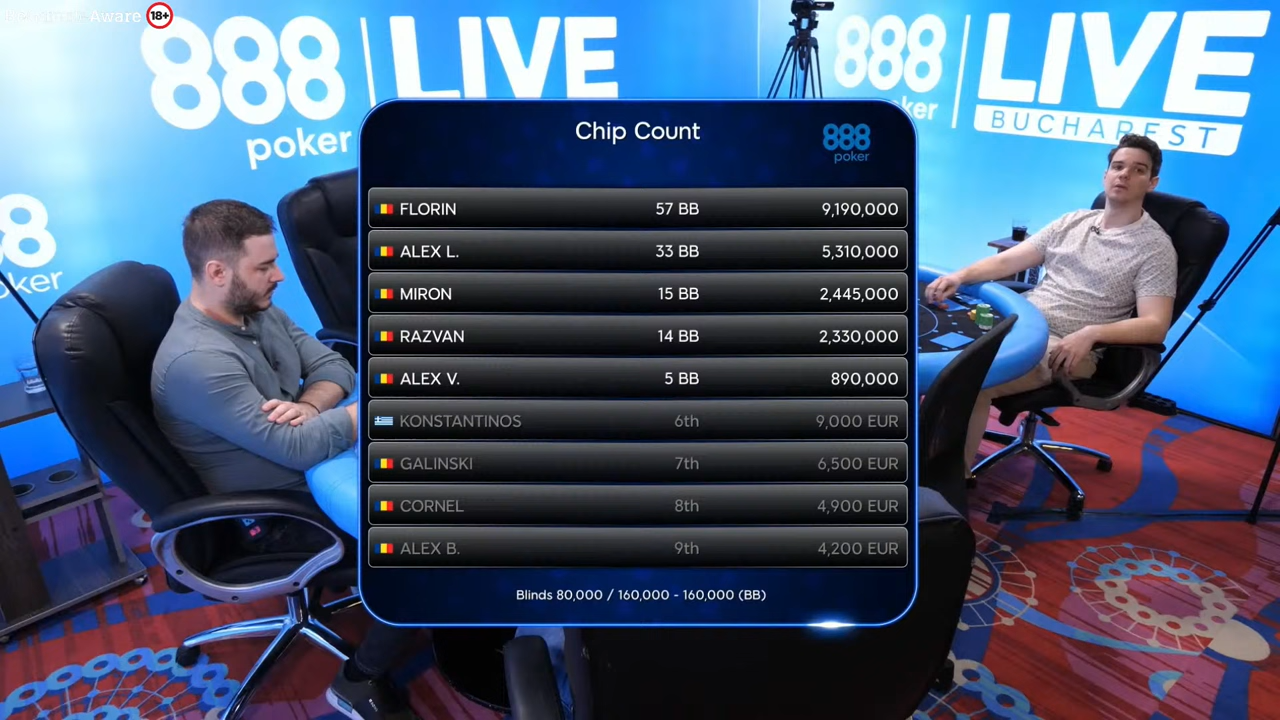 Be Gamble Aware 18+
888 poker LIVE
888 poker LIVE
BUCHAREST
poker
Chip Count
888 poker
FLORIN 57 BB 9,190,000
ALEX L. 33 BB 5,310,000
MIRON 15 BB 2,445,000
RAZVAN 14 BB 2,330,000
ALEX V. 5 BB 890,000
KONSTANTINOS 6th 9,000 EUR
GALINSKI 7th 6,500 EUR
CORNEL 8th 4,900 EUR
ALEX B. 9th 4,200 EUR
Blinds 80,000 / 160,000 - 160,000 (BB)